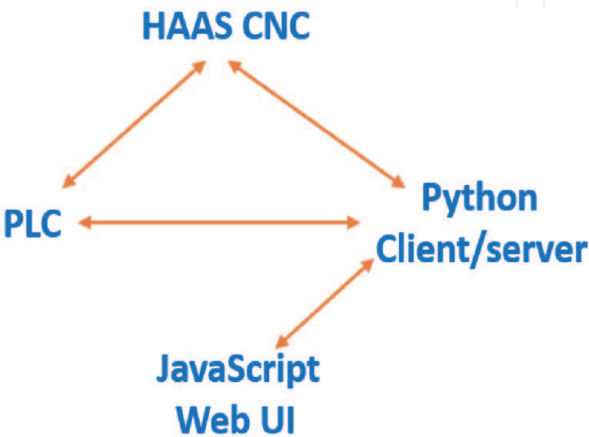 HAAS CNC
PLC
Python
Client/server
JavaScript
Web UI